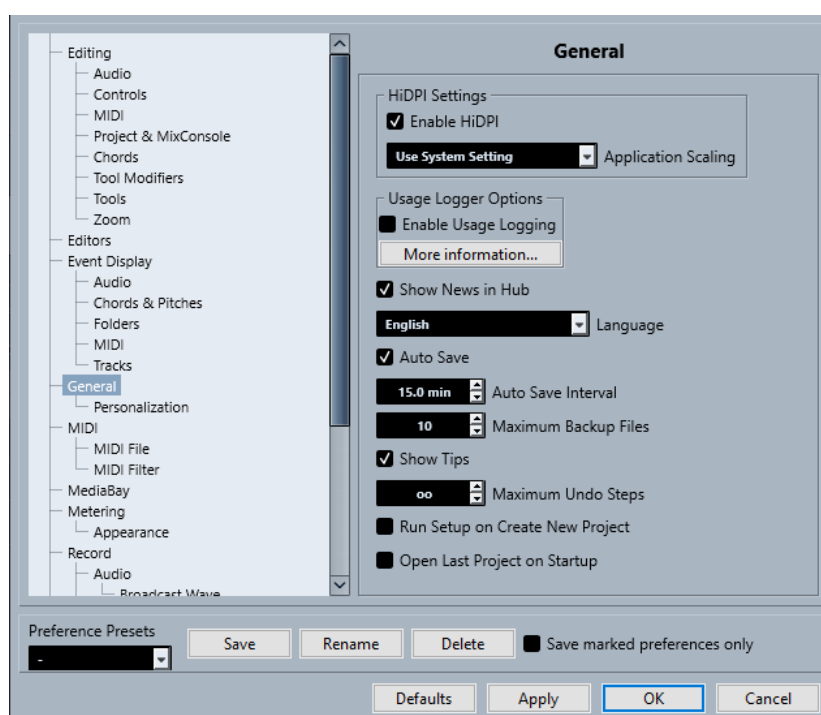 Editing
Audio
Controls
MIDI
Project & MixConsole
Chords
Tool Modifiers
Tools
Zoom
Editors
Event Display
Audio
Chords & Pitches
Folders
MIDI
Tracks
General
Personalization
MIDI
MIDI File
MIDI Filter
MediaBay
Metering
Appearance
Record
Audio
Broadcast Wave
General
HiDPI Settings
Enable HiDPI
Use System Setting Application Scaling
Usage Logger Options
Enable Usage Logging
More information...
Show News in Hub
English Language
Auto Save
15.0 min Auto Save Interval
10 Maximum Backup Files
Show Tips
oo Maximum Undo Steps
Run Setup on Create New Project
Open Last Project on Startup
Preference Presets
- Save Rename Delete Save marked preferences only
Defaults Apply OK Cancel